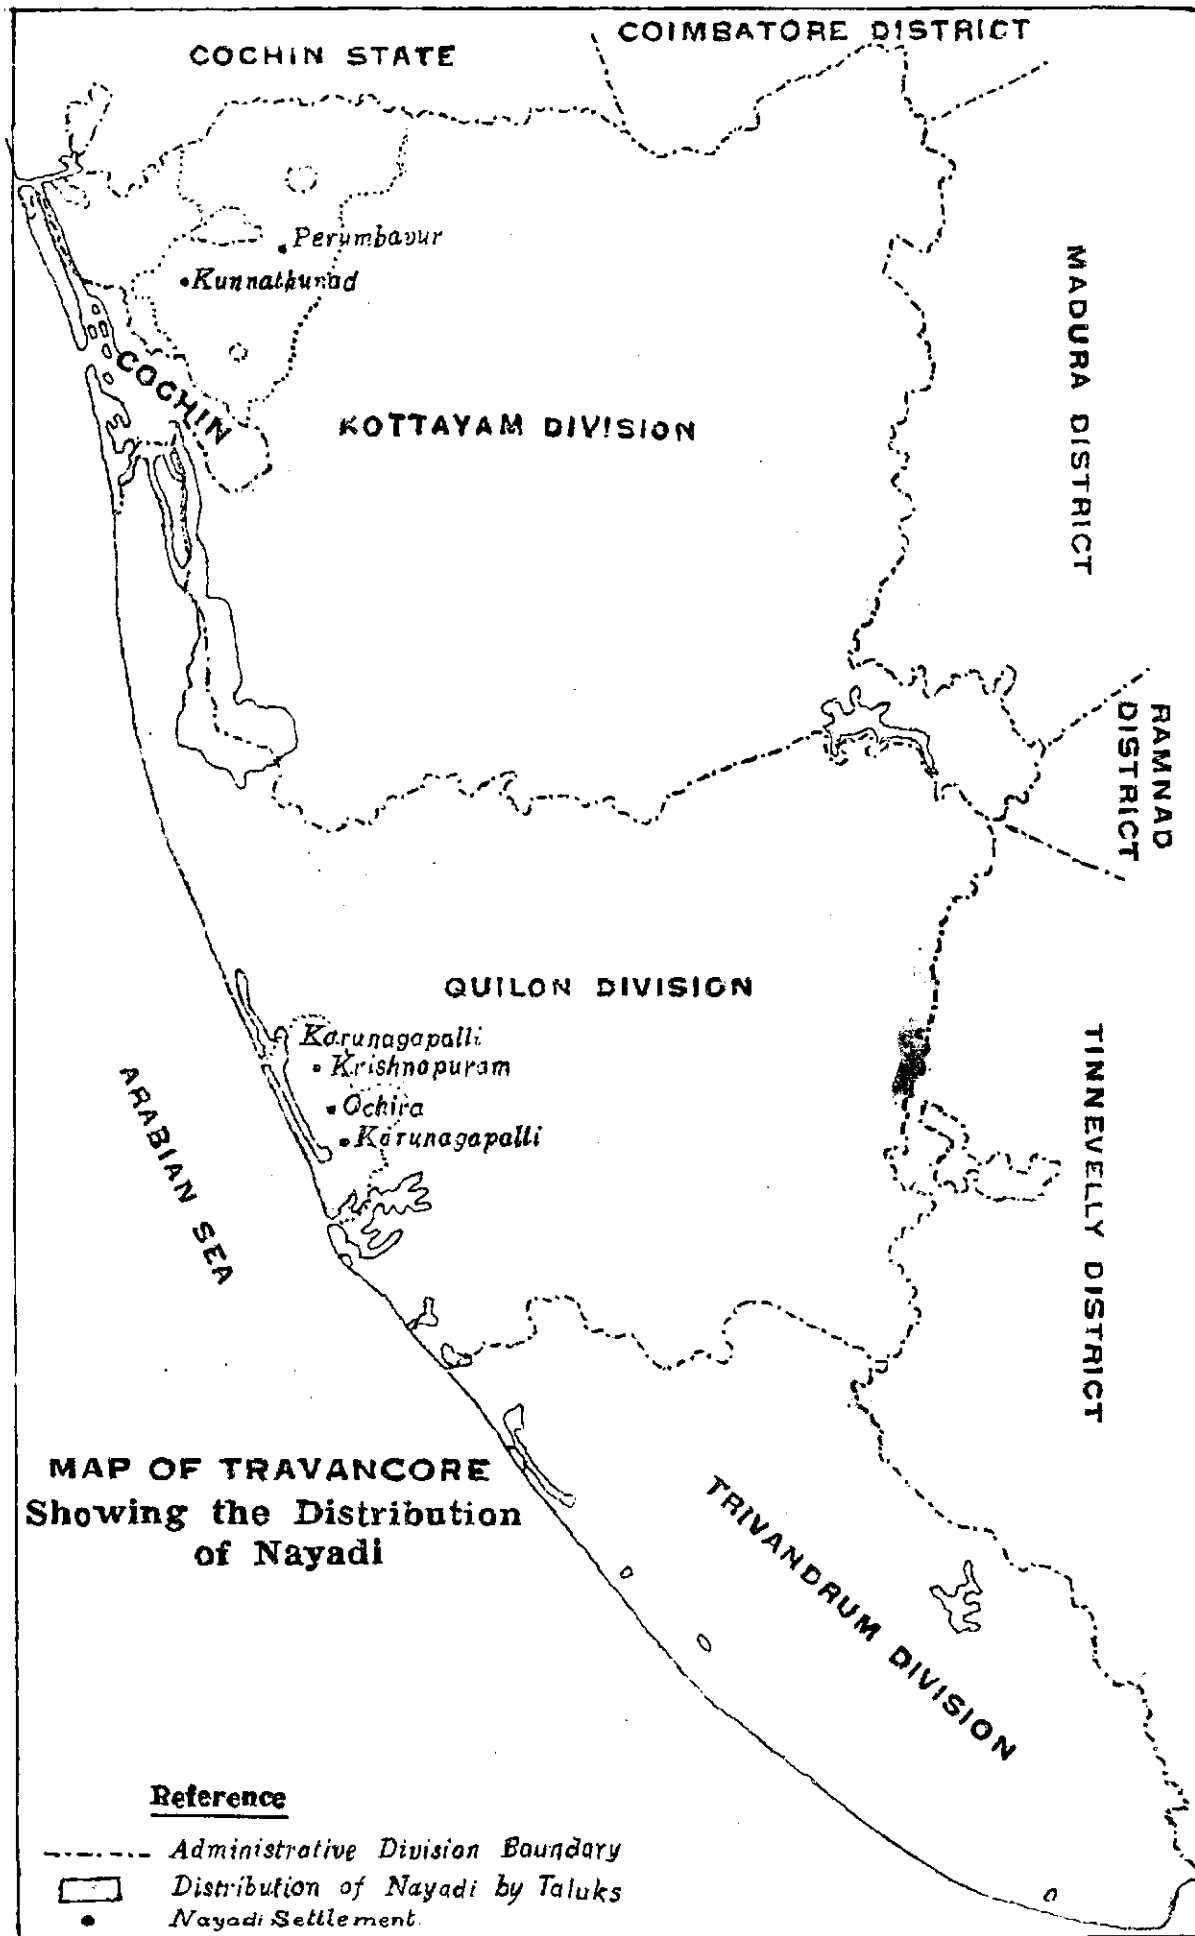 COCHIN STATE
COIMBATORE DISTRICT
Perumbavur
Kunnathunad
COCHIN
KOTTAYAM DIVISION
MADURA DISTRICT
RAMNAD
DISTRICT
QUILON DIVISION
Karunagapalli
Krishnapuram
Ochira
Karunagapalli
ARABIAN SEA
TINNEVELLY DISTRICT
MAP OF TRAVANCORE
Showing the Distribution
of Nayadi
TRIVANDRUM DIVISION
Reference
Administrative Division Boundary
Distribution of Nayadi by Taluks
Nayadi Settlement